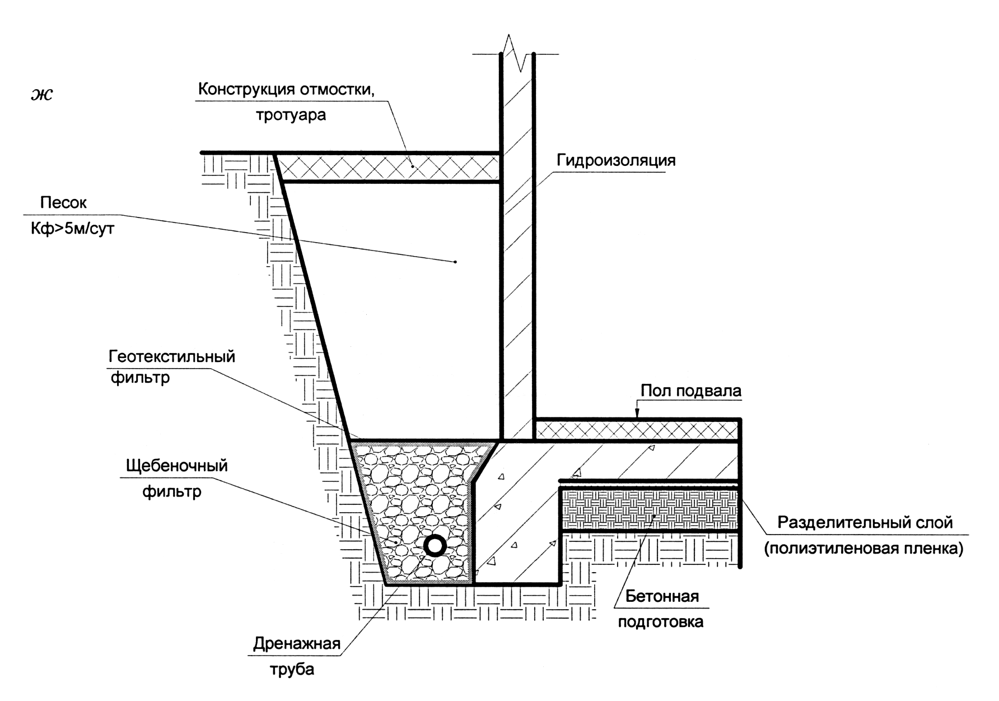 ж
Конструкция отмостки,
тротуара
Гидроизоляция
Песок
Кф>5м/сут
Геотекстильный
фильтр
Пол подвала
Щебеночный
фильтр
Разделительный слой
(полиэтиленовая пленка)
Бетонная
подготовка
Дренажная
труба